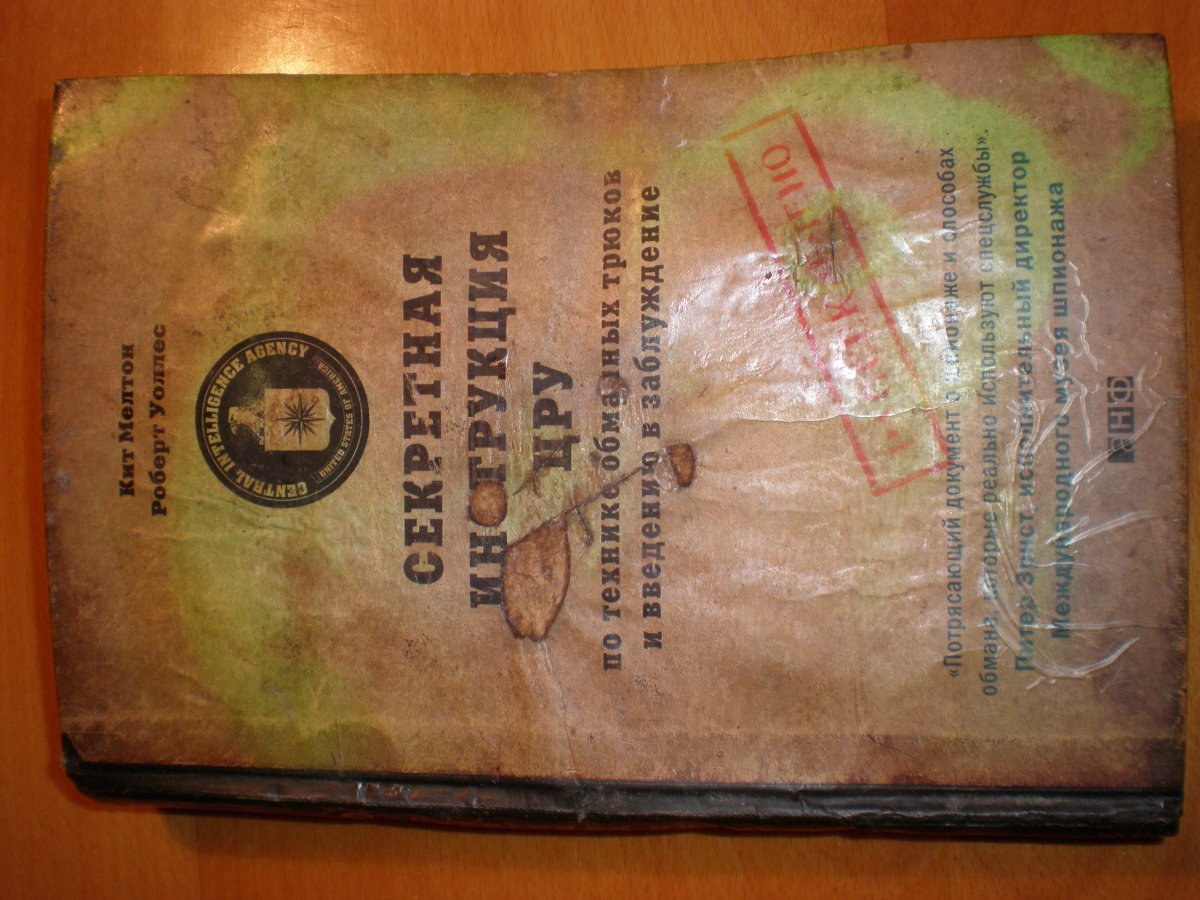 Кит Мелтон
Роберт Уоллес
CENTRAL INTELLIGENCE AGENCY
UNITED STATES OF AMERICA
СЕКРЕТНАЯ
ИНСТРУКЦИЯ
ЦРУ
по технике обманных трюков
и введению в заблуждение
РАССЕКРЕЧЕНО
«Потрясающий документ о шпионаже и способах
обмана, которые реально используют спецслужбы».
Питер Эрнст, исполнительный директор
Международного музея шпионажа